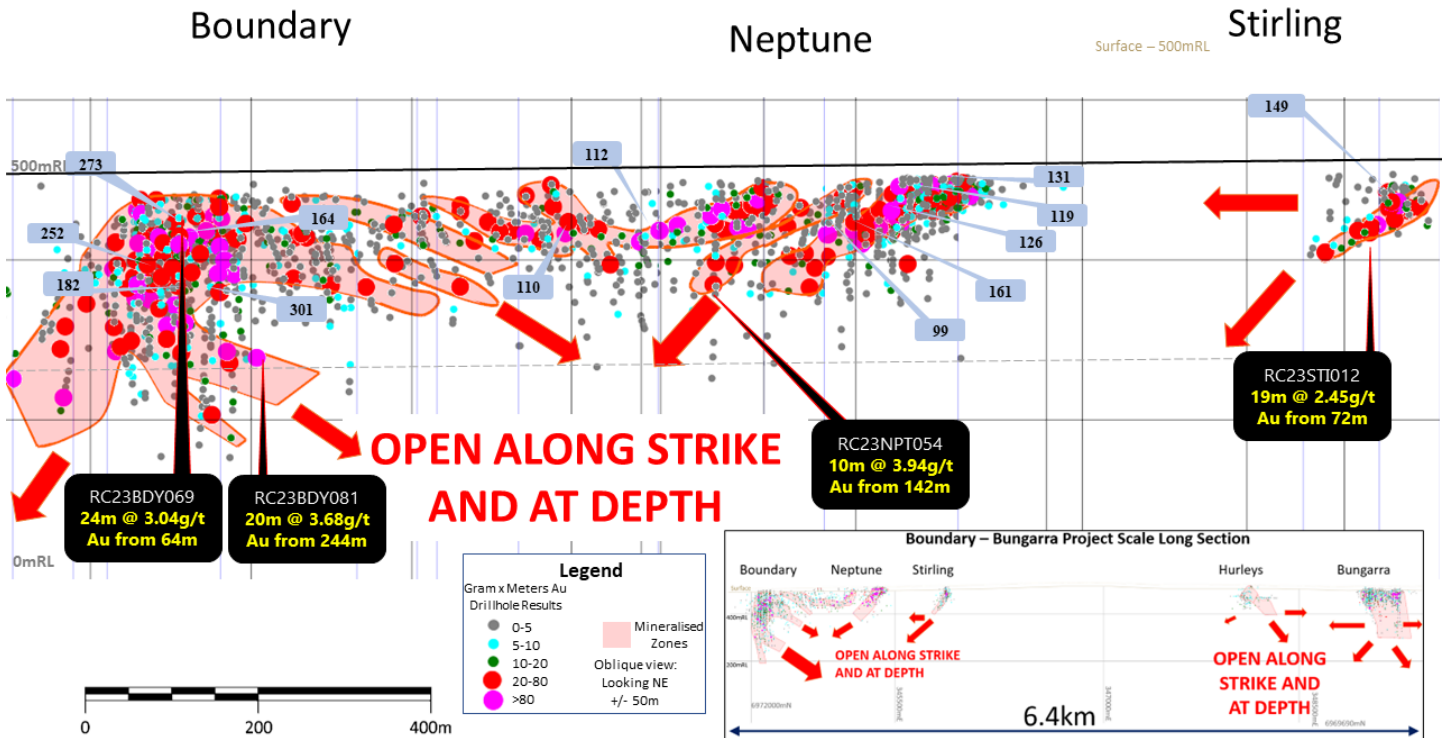 Boundary
Neptune
Stirling
Surface – 500mRL
500mRL
273
252
182
164
301
112
110
131
119
126
161
99
149
OPEN ALONG STRIKE
AND AT DEPTH
RC23BDY069
24m @ 3.04g/t
Au from 64m
RC23BDY081
20m @ 3.68g/t
Au from 244m
RC23NPT054
10m @ 3.94g/t
Au from 142m
RC23STI012
19m @ 2.45g/t
Au from 72m
0mRL
0
200
400m
Legend
Gram x Meters Au
Drillhole Results
0-5
5-10
10-20
20-80
>80
Mineralised
Zones
Oblique view:
Looking NE
+/- 50m
Boundary – Bungarra Project Scale Long Section
Boundary
Neptune
Stirling
Hurleys
Bungarra
Surface
400mRL
200mRL
OPEN ALONG STRIKE
AND AT DEPTH
OPEN ALONG
STRIKE AND
AT DEPTH
6972000mN
345500mE
347000mE
6969690mN
6.4km